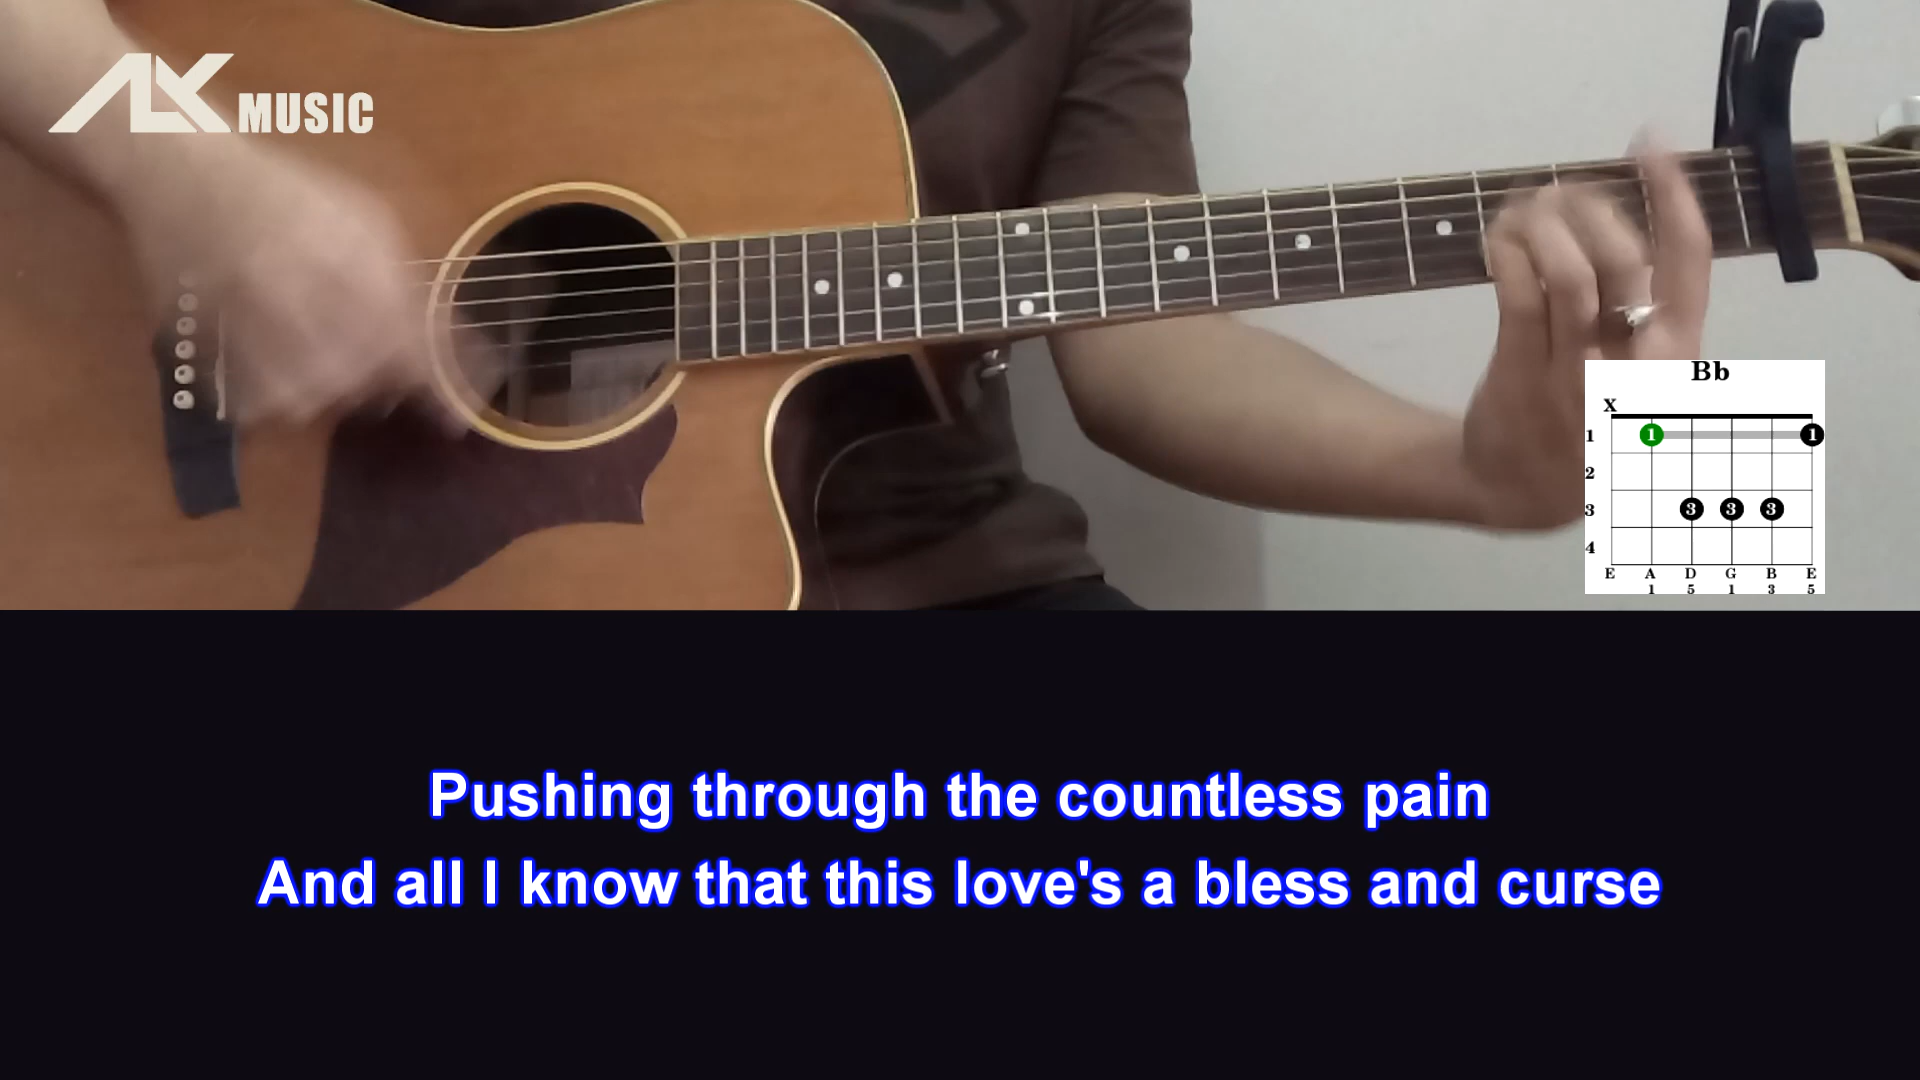 ALK MUSIC
Bb
X
1 1 1
2
3 3 3 3
4
E A D G B E
1 5 1 3 5
Pushing through the countless pain
And all I know that this love's a bless and curse